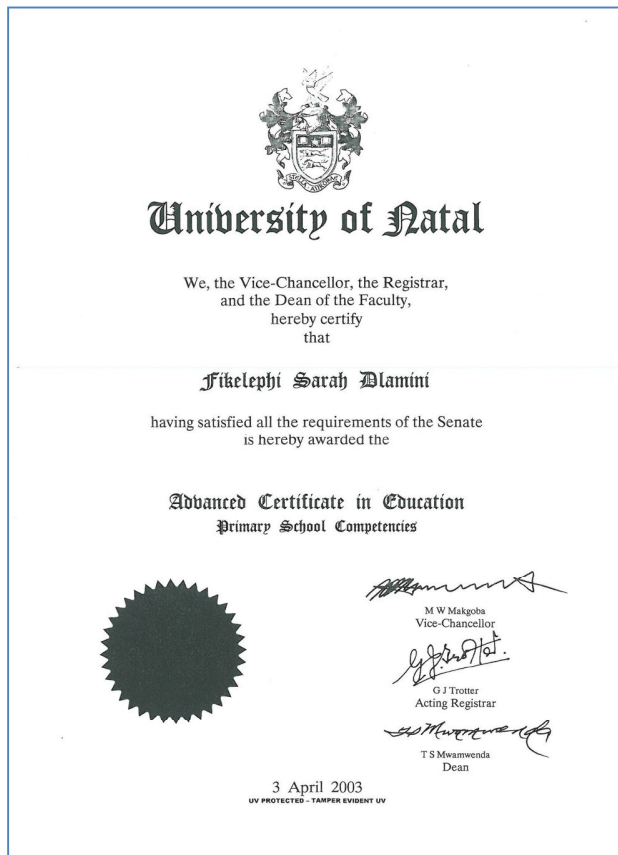 STELLA AURORAE
University of Natal
We, the Vice-Chancellor, the Registrar,
and the Dean of the Faculty,
hereby certify
that
Fikelephi Sarah Dlamini
having satisfied all the requirements of the Senate
is hereby awarded the
Advanced Certificate in Education
Primary School Competencies
M W Makgoba
Vice-Chancellor
G J Trotter
Acting Registrar
T S Mwamwenda
Dean
3 April 2003
UV PROTECTED – TAMPER EVIDENT UV